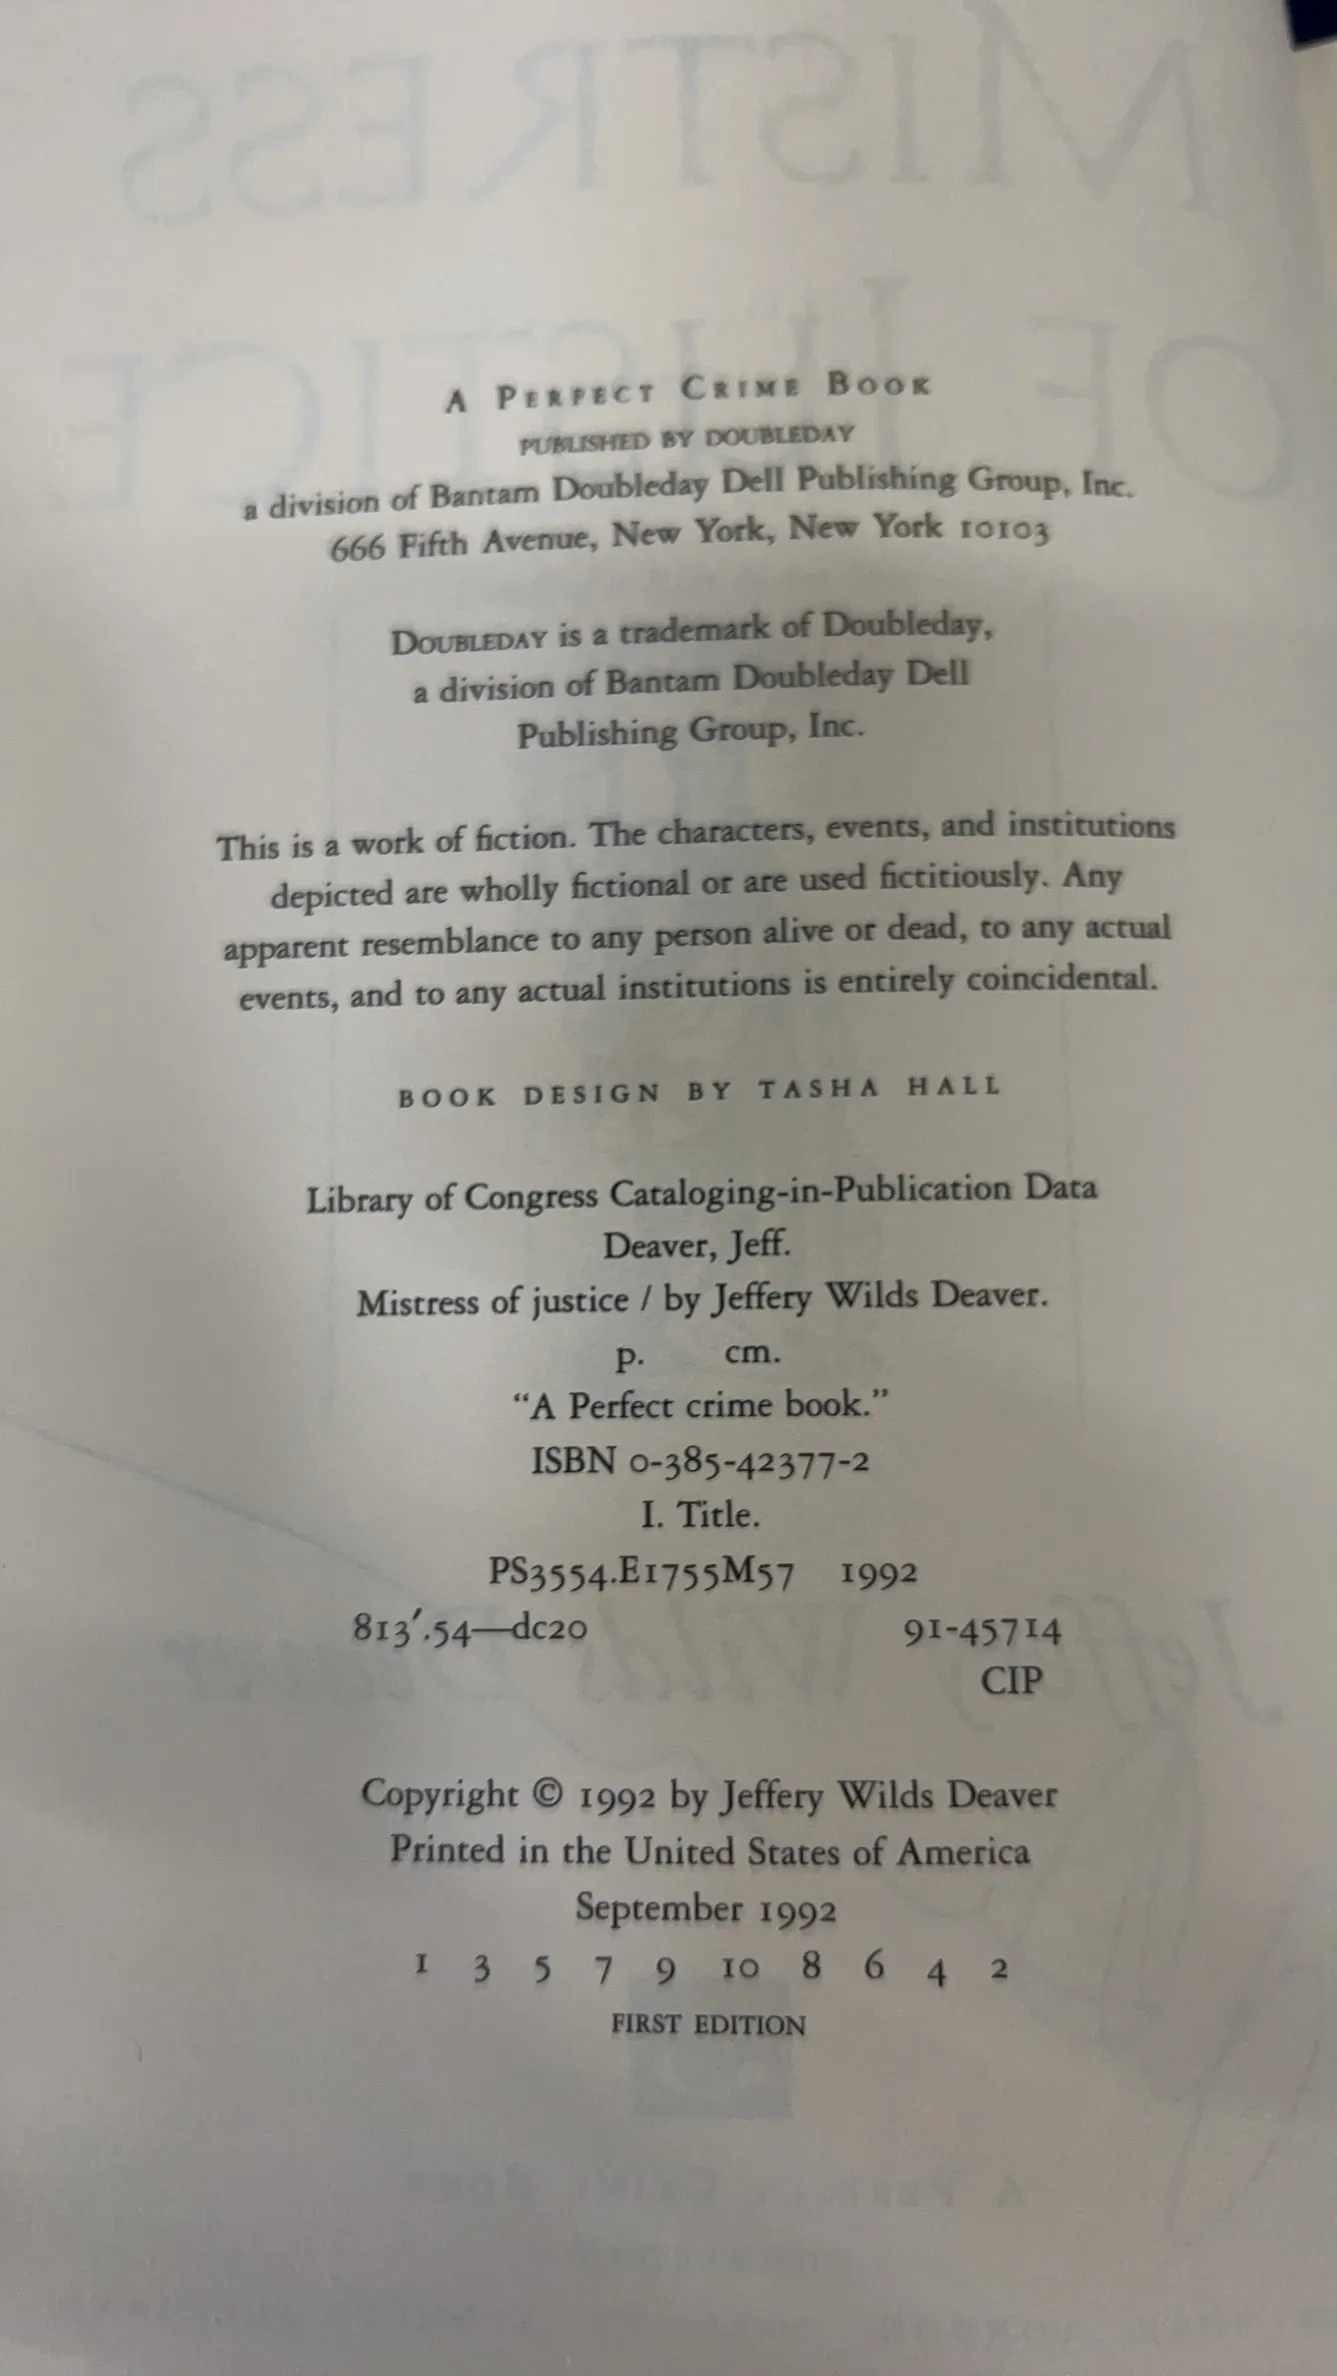 A PERFECT CRIME BOOK
PUBLISHED BY DOUBLEDAY
a division of Bantam Doubleday Dell Publishing Group, Inc.
666 Fifth Avenue, New York, New York 10103
DOUBLEDAY is a trademark of Doubleday,
a division of Bantam Doubleday Dell
Publishing Group, Inc.
This is a work of fiction. The characters, events, and institutions
depicted are wholly fictional or are used fictitiously. Any
apparent resemblance to any person alive or dead, to any actual
events, and to any actual institutions is entirely coincidental.
BOOK DESIGN BY TASHA HALL
Library of Congress Cataloging-in-Publication Data
Deaver, Jeff.
Mistress of justice / by Jeffery Wilds Deaver.
p. cm.
“A Perfect crime book.”
ISBN 0-385-42377-2
I. Title.
PS3554.E1755M57 1992
813′.54—dc20 91-45714
CIP
Copyright © 1992 by Jeffery Wilds Deaver
Printed in the United States of America
September 1992
1 3 5 7 9 10 8 6 4 2
FIRST EDITION